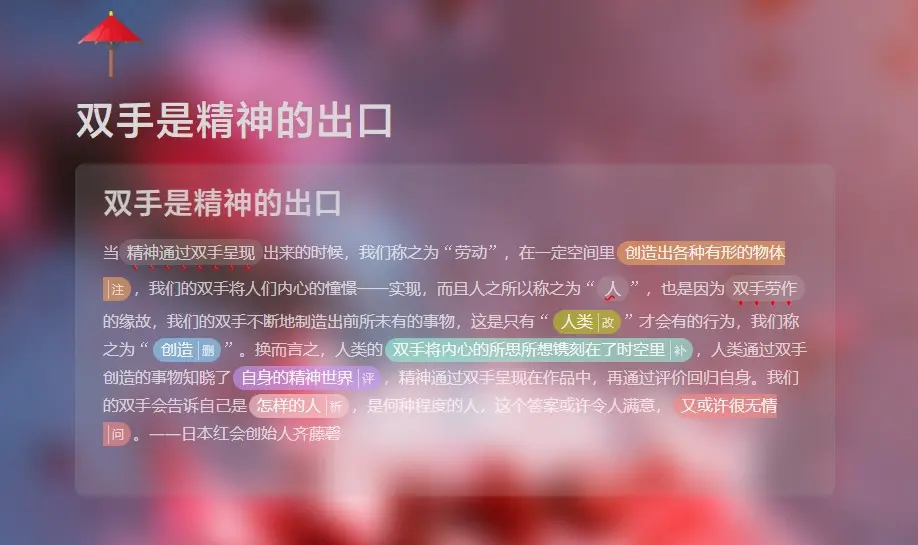 双手是精神的出口
双手是精神的出口
当 精神通过双手呈现 出来的时候，我们称之为“劳动”，在一定空间里 创造出各种有形的物体
注 ，我们的双手将人们内心的憧憬——实现，而且人之所以称之为“ 人 ”，也是因为 双手劳作
的缘故，我们的双手不断地制造出前所未有的事物，这是只有“ 人类 改 ”才会有的行为，我们称
之为“ 创造 删 ”。换而言之，人类的 双手将内心的所思所想镌刻在了时空里 补 ，人类通过双手
创造的事物知晓了 自身的精神世界 评 ，精神通过双手呈现在作品中，再通过评价回归自身。我们
的双手会告诉自己是 怎样的人 析 ，是何种程度的人，这个答案或许令人满意， 又或许很无情
问 。——日本红会创始人齐藤磬